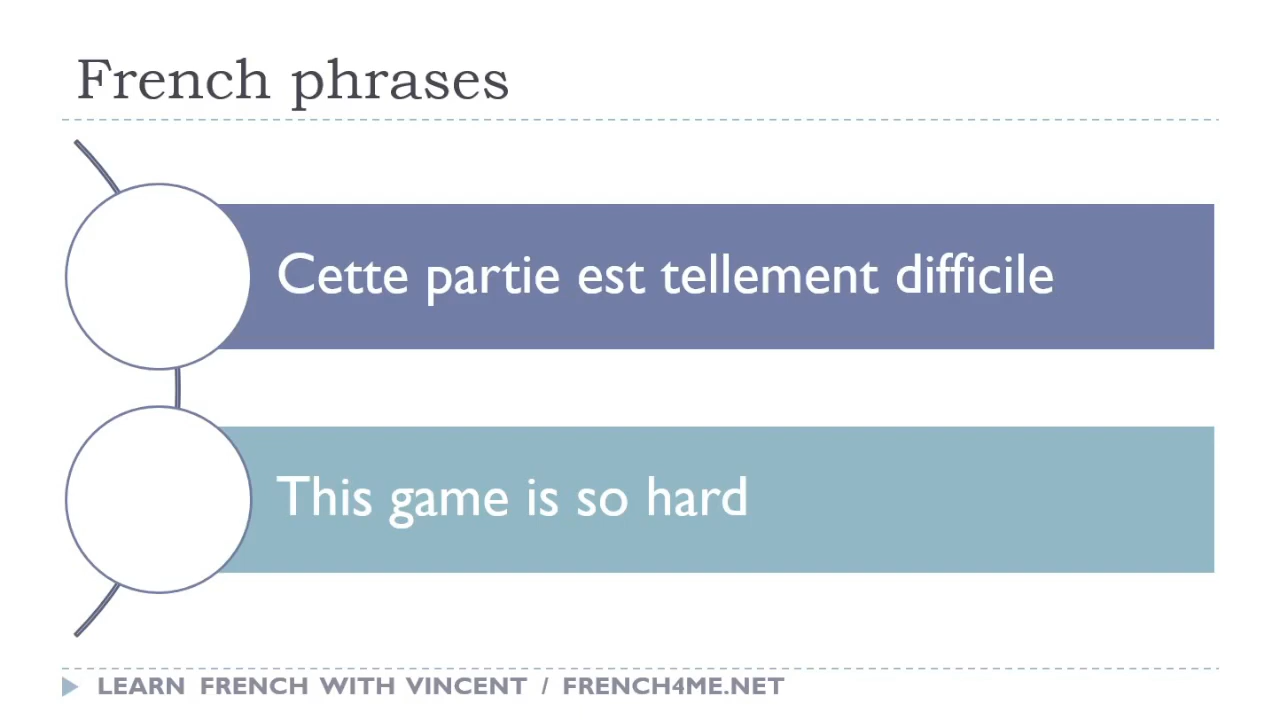 French phrases
Cette partie est tellement difficile
This game is so hard
LEARN FRENCH WITH VINCENT / FRENCH4ME.NET